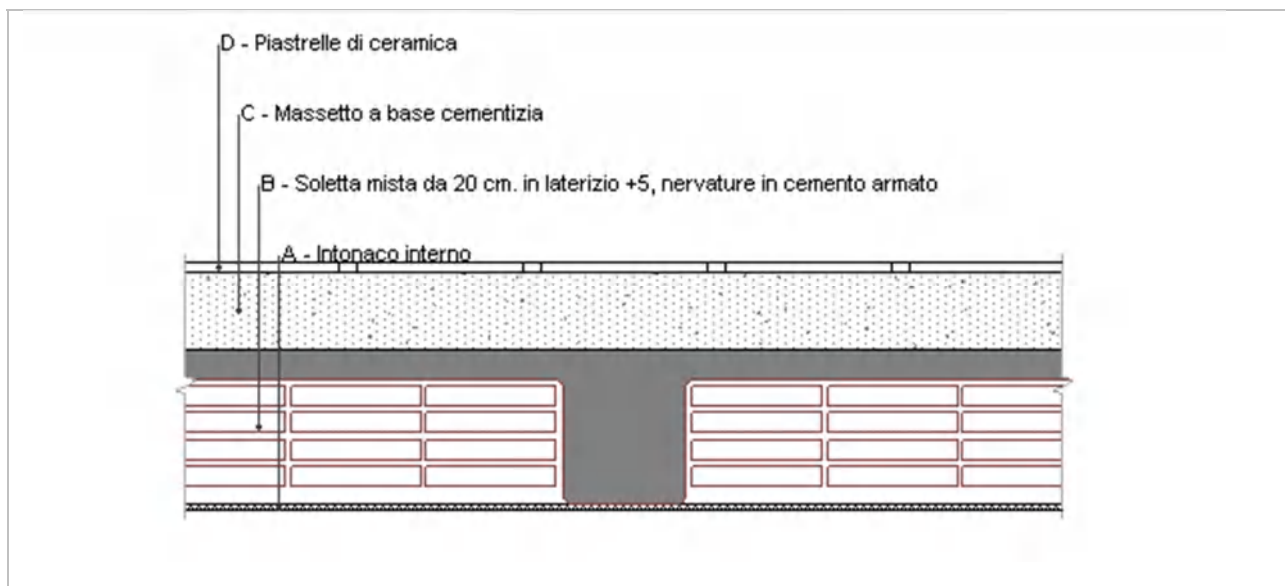 D - Piastrelle di ceramica
C - Massetto a base cementizia
B - Soletta mista da 20 cm. in laterizio +5, nervature in cemento armato
A - Intonaco interno